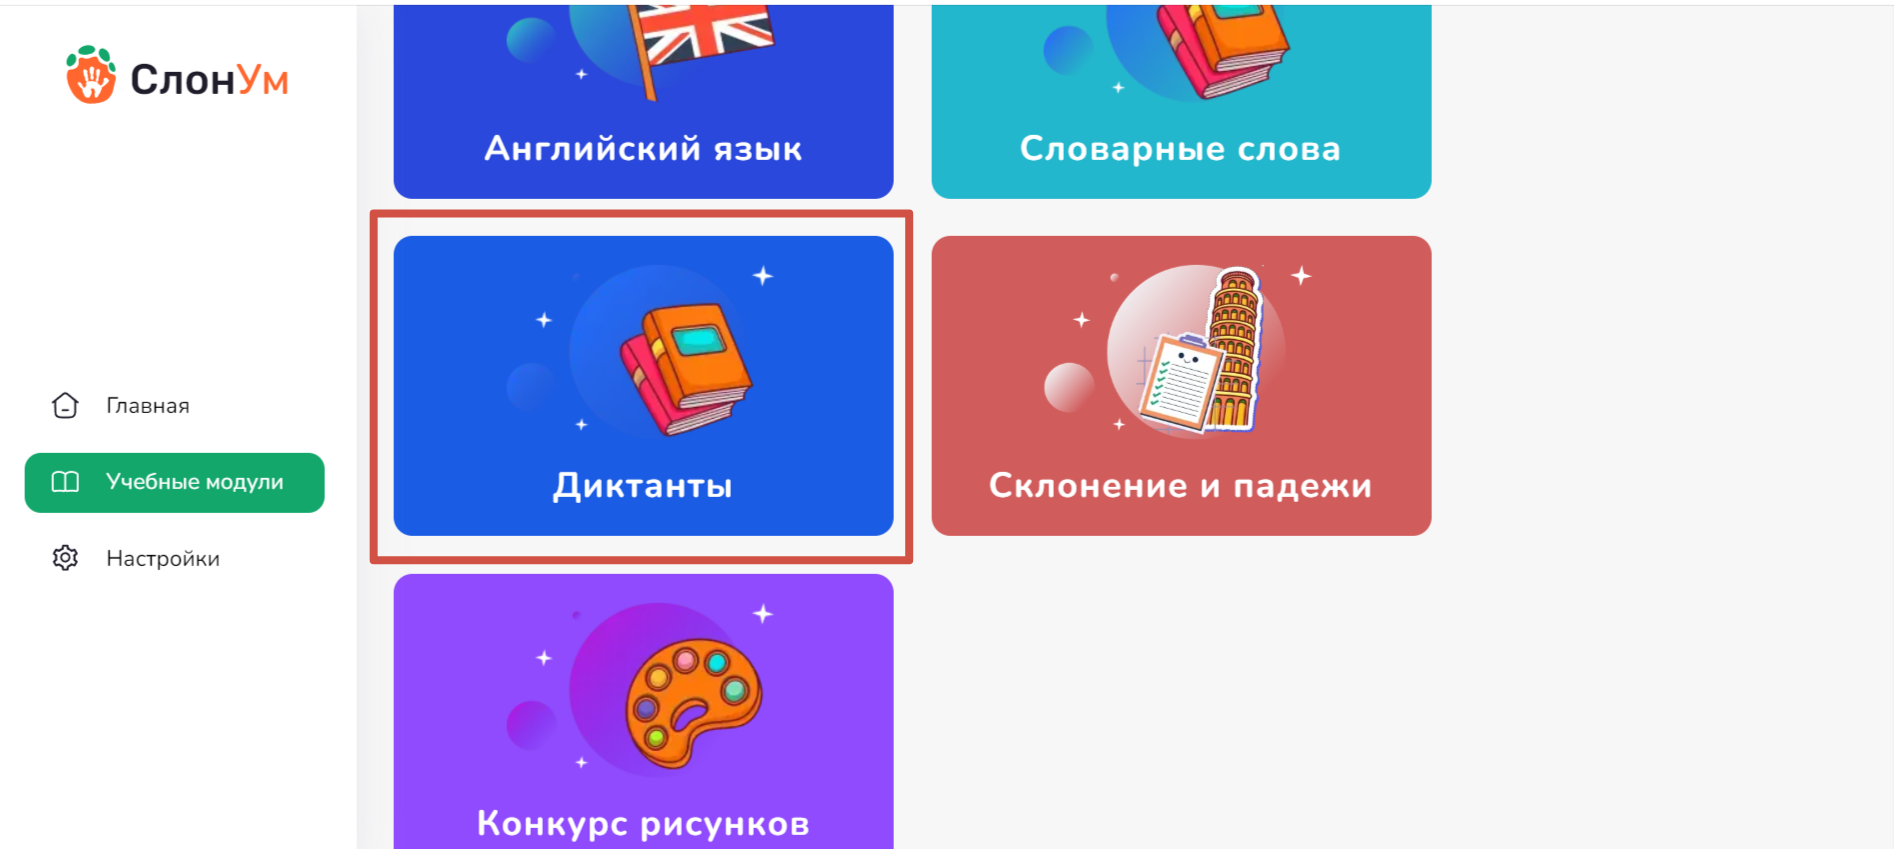 СлонУм
Главная
Учебные модули
Настройки
Английский язык
Словарные слова
Диктанты
Склонение и падежи
Конкурс рисунков